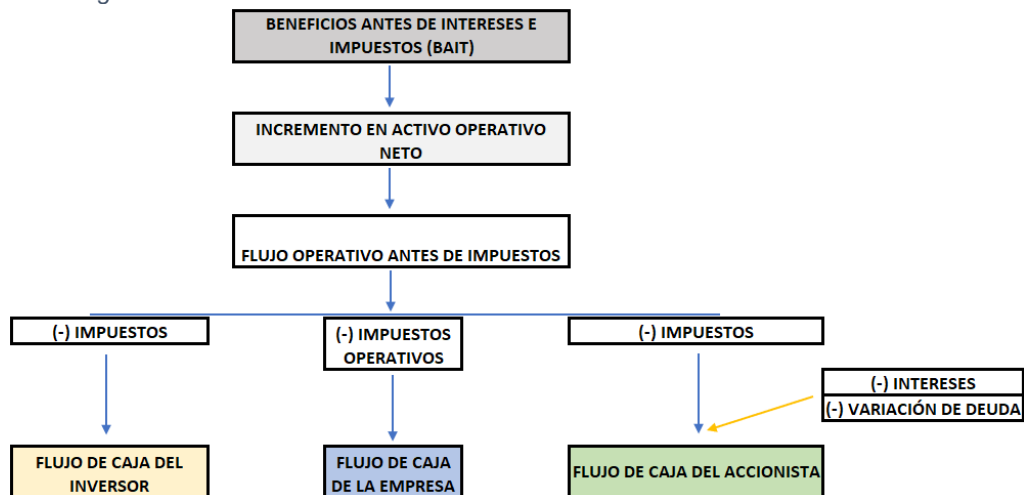 BENEFICIOS ANTES DE INTERESES E
IMPUESTOS (BAIT)
INCREMENTO EN ACTIVO OPERATIVO
NETO
FLUJO OPERATIVO ANTES DE IMPUESTOS
(-) IMPUESTOS
(-) IMPUESTOS
OPERATIVOS
(-) IMPUESTOS
(-) INTERESES
(-) VARIACIÓN DE DEUDA
FLUJO DE CAJA DEL
INVERSOR
FLUJO DE CAJA
DE LA EMPRESA
FLUJO DE CAJA DEL ACCIONISTA